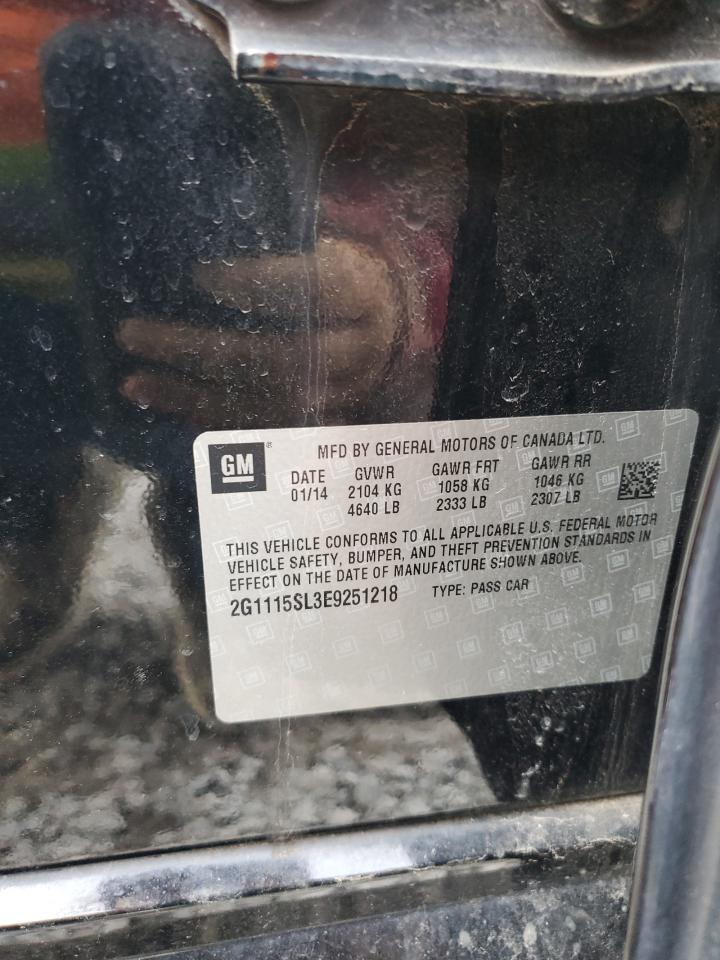 GM®
MFD BY GENERAL MOTORS OF CANADA LTD.
DATE GVWR GAWR FRT GAWR RR
01/14 2104 KG 1058 KG 1046 KG
4640 LB 2333 LB 2307 LB
THIS VEHICLE CONFORMS TO ALL APPLICABLE U.S. FEDERAL MOTOR
VEHICLE SAFETY, BUMPER, AND THEFT PREVENTION STANDARDS IN
EFFECT ON THE DATE OF MANUFACTURE SHOWN ABOVE.
2G1115SL3E9251218 TYPE: PASS CAR